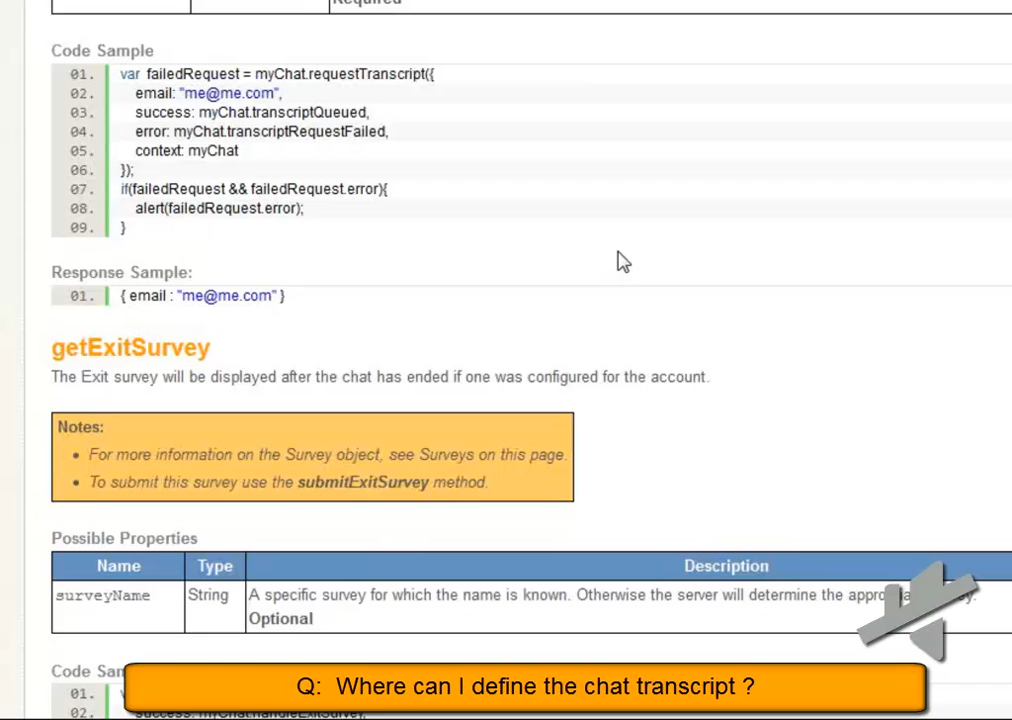 Required
Code Sample
01. var failedRequest = myChat.requestTranscript({
02. email: "me@me.com",
03. success: myChat.transcriptQueued,
04. error: myChat.transcriptRequestFailed,
05. context: myChat
06. });
07. if(failedRequest && failedRequest.error){
08. alert(failedRequest.error);
09. }
Response Sample:
01. { email : "me@me.com" }
getExitSurvey
The Exit survey will be displayed after the chat has ended if one was configured for the account.
Notes:
• For more information on the Survey object, see Surveys on this page.
• To submit this survey use the submitExitSurvey method.
Possible Properties
Name Type Description
surveyName String A specific survey for which the name is known. Otherwise the server will determine the
Optional
Code
01.
02. success: myChat.handleExitSurvey,
Q: Where can I define the chat transcript ?